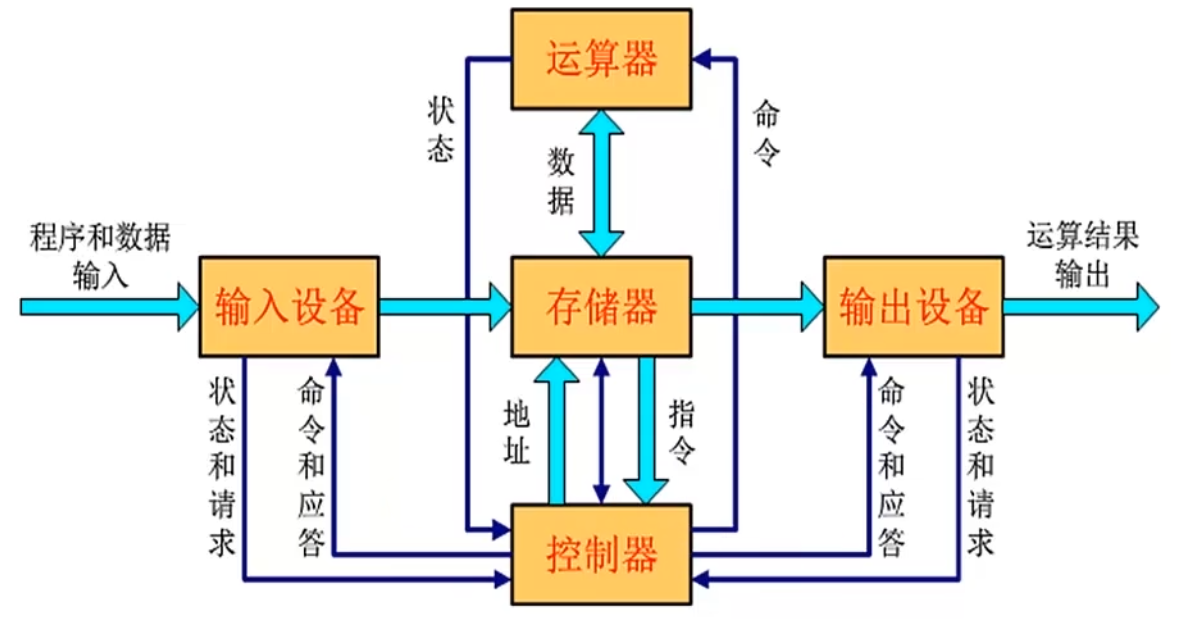 运算器
状态
命令
数据
程序和数据
输入
运算结果
输出
输入设备
存储器
输出设备
状态和请求
命令和应答
地址
指令
命令和应答
状态和请求
控制器